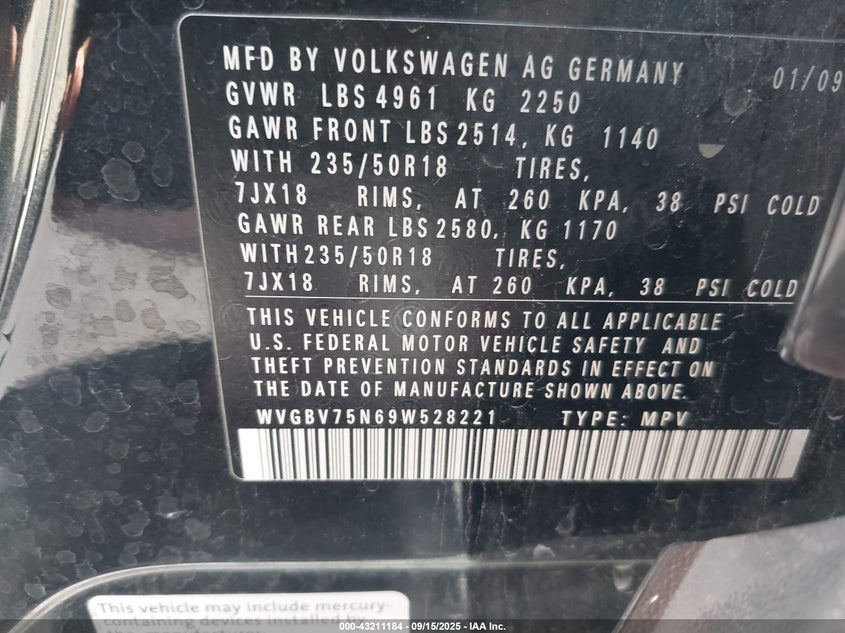 MFD BY VOLKSWAGEN AG GERMANY 01/09
GVWR LBS 4961 KG 2250
GAWR FRONT LBS 2514, KG 1140
WITH 235/50R18 TIRES,
7JX18 RIMS, AT 260 KPA, 38 PSI COLD
GAWR REAR LBS 2580, KG 1170
WITH 235/50R18 TIRES,
7JX18 RIMS, AT 260 KPA, 38 PSI COLD
THIS VEHICLE CONFORMS TO ALL APPLICABLE
U.S. FEDERAL MOTOR VEHICLE SAFETY AND
THEFT PREVENTION STANDARDS IN EFFECT ON
THE DATE OF MANUFACTURE SHOWN ABOVE.
WVGBV75N69W528221 TYPE: MPV
This vehicle may include mercury-
containing devices installed by
000-43211184 - 09/15/2025 - IAA Inc.